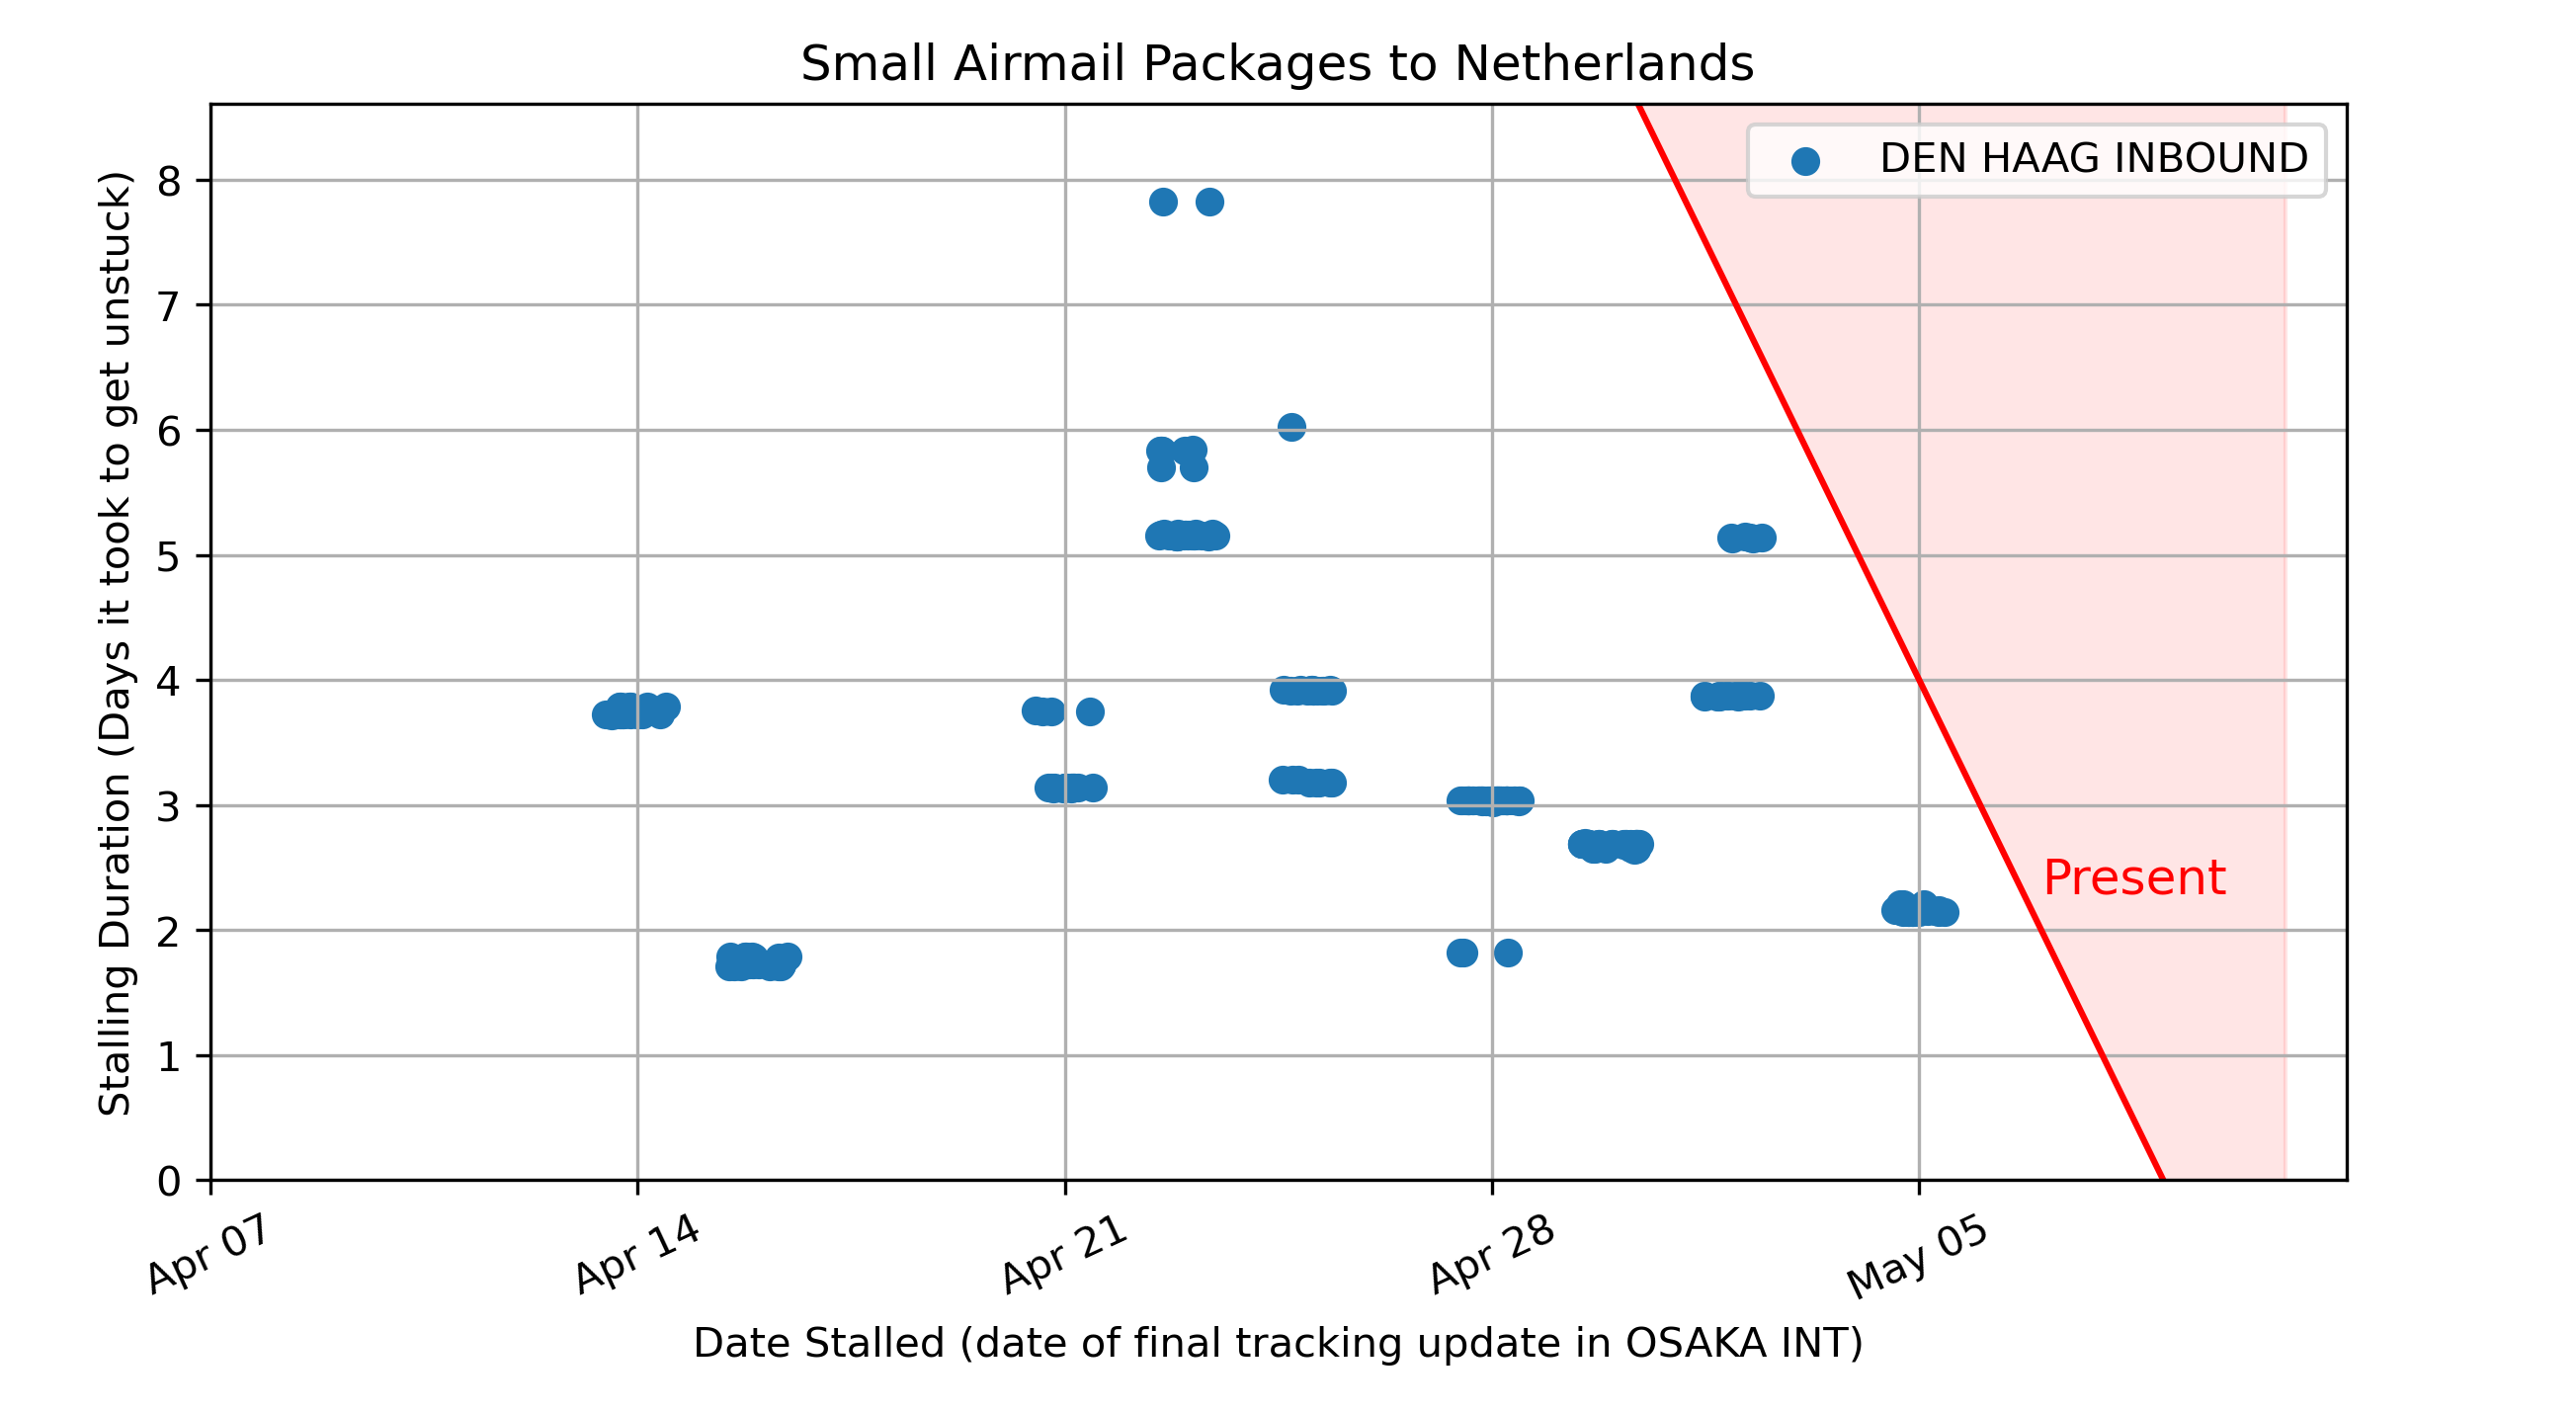 Small Airmail Packages to Netherlands
DEN HAAG INBOUND
Stalling Duration (Days it took to get unstuck)
8
7
6
5
4
3
2
1
0
Present
Apr 07
Apr 14
Apr 21
Apr 28
May 05
Date Stalled (date of final tracking update in OSAKA INT)